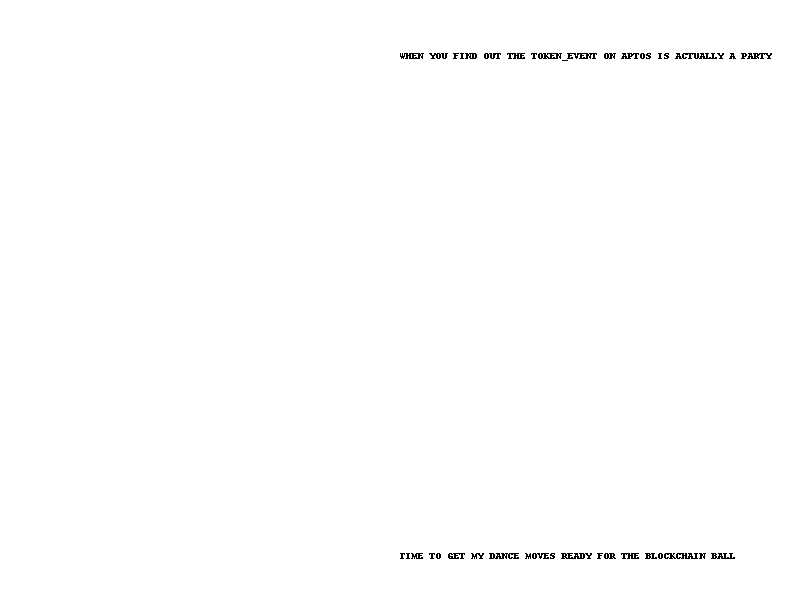 WHEN YOU FIND OUT THE TOKEN_EVENT ON APTOS IS ACTUALLY A PARTY
TIME TO GET MY DANCE MOVES READY FOR THE BLOCKCHAIN BALL